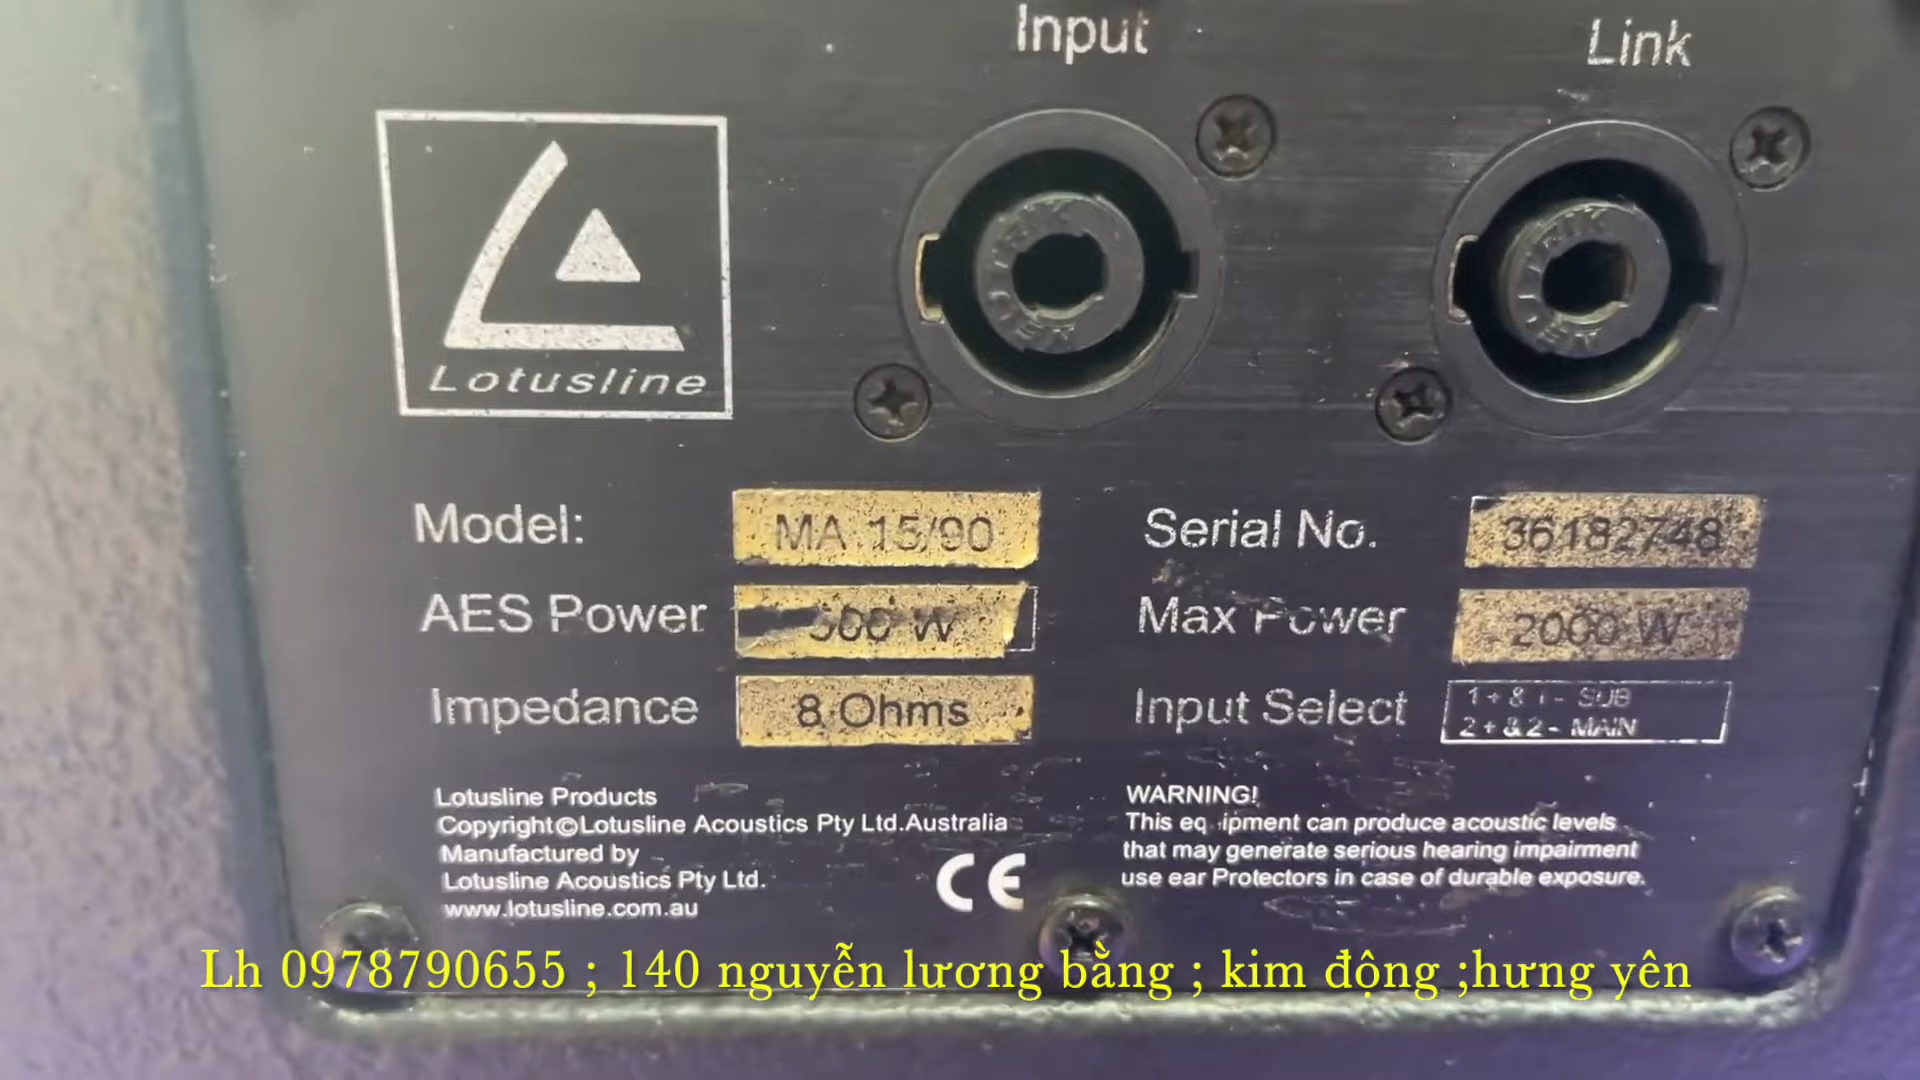 Input
Link
Lotusline
Model: MA 15/90
Serial No. 36182748
AES Power 500 W
Max Power 2000 W
Impedance 8 Ohms
Input Select 1+ & 1- SUB
2+ & 2- MAIN
Lotusline Products
Copyright©Lotusline Acoustics Pty Ltd.Australia
Manufactured by
Lotusline Acoustics Pty Ltd.
www.lotusline.com.au
CE
WARNING!
This equipment can produce acoustic levels
that may generate serious hearing impairment
use ear Protectors in case of durable exposure.
Lh 0978790655 ; 140 nguyễn lương bằng ; kim động ;hưng yên